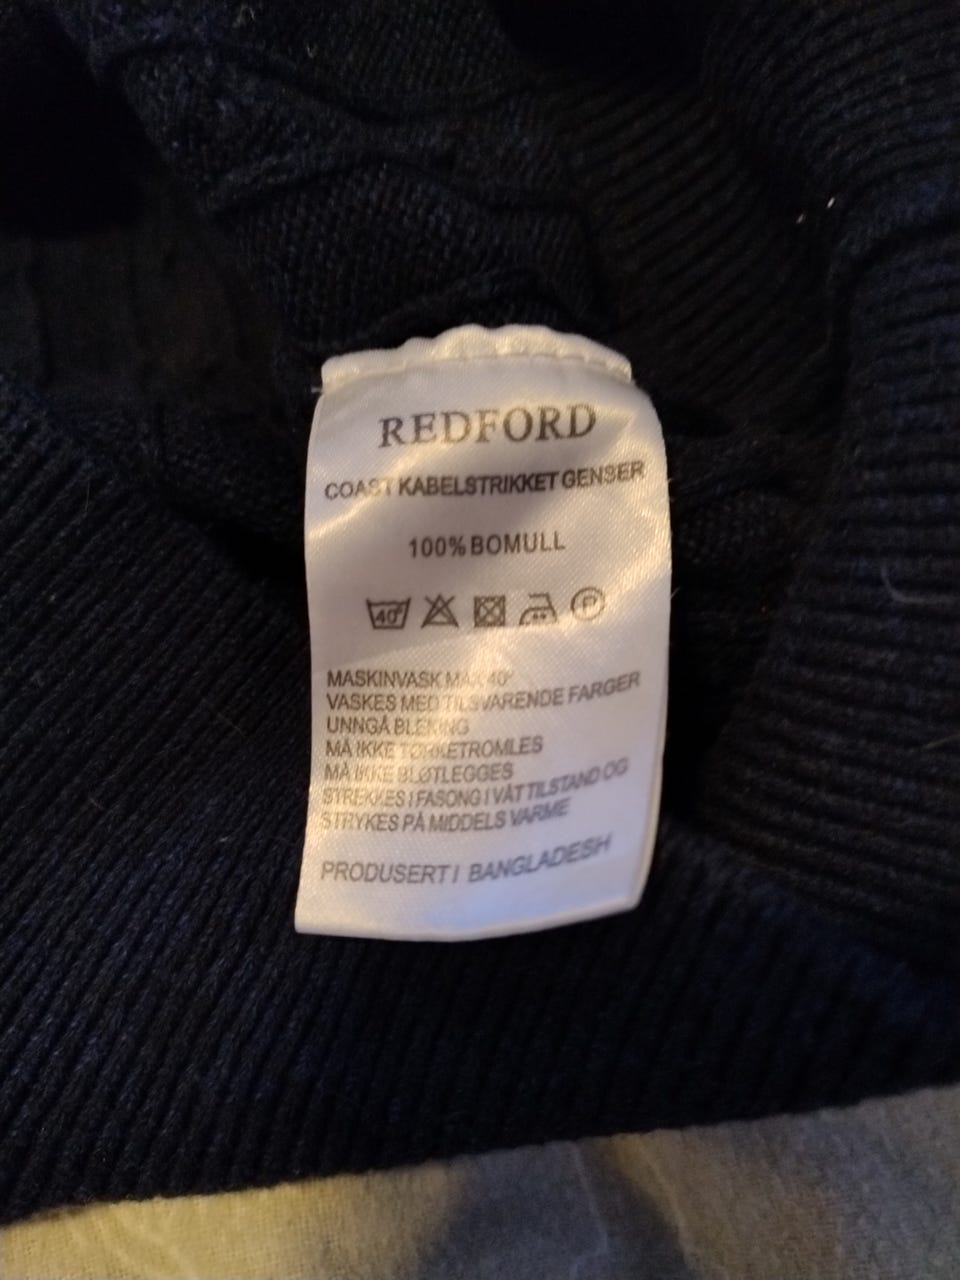 REDFORD
COAST KABELSTRIKKET GENSER
100% BOMULL
40° P
MASKINVASK MAX 40°
VASKES MED TILSVARENDE FARGER
UNNGÅ BLEKING
MÅ IKKE TØRKETROMLES
MÅ IKKE BLØTLEGGES
STREKKES I FASONG I VÅT TILSTAND OG
STRYKES PÅ MIDDELS VARME
PRODUSERT I BANGLADESH